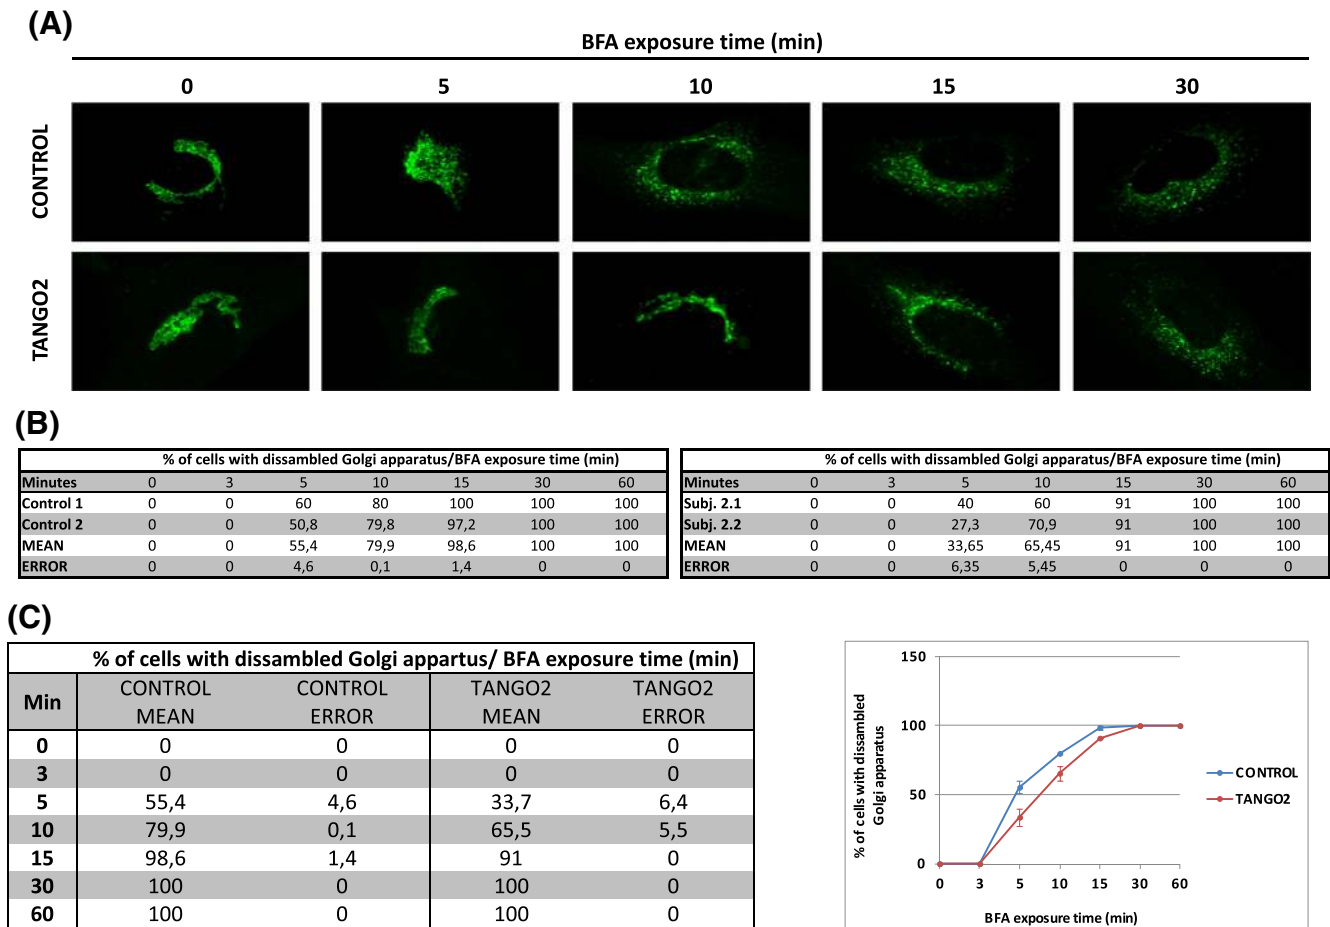 (A)
BFA exposure time (min)
0 5 10 15 30
CONTROL
TANGO2
(B)
% of cells with dissambled Golgi apparatus/BFA exposure time (min)
Minutes 0 3 5 10 15 30 60
Control 1 0 0 60 80 100 100 100
Control 2 0 0 50,8 79,8 97,2 100 100
MEAN 0 0 55,4 79,9 98,6 100 100
ERROR 0 0 4,6 0,1 1,4 0 0
% of cells with dissambled Golgi apparatus/BFA exposure time (min)
Minutes 0 3 5 10 15 30 60
Subj. 2.1 0 0 40 60 91 100 100
Subj. 2.2 0 0 27,3 70,9 91 100 100
MEAN 0 0 33,65 65,45 91 100 100
ERROR 0 0 6,35 5,45 0 0 0
(C)
% of cells with dissambled Golgi appartus/ BFA exposure time (min)
Min CONTROL CONTROL TANGO2 TANGO2
MEAN ERROR MEAN ERROR
0 0 0 0 0
3 0 0 0 0
5 55,4 4,6 33,7 6,4
10 79,9 0,1 65,5 5,5
15 98,6 1,4 91 0
30 100 0 100 0
60 100 0 100 0
% of cells with dissambled
Golgi apparatus
150
100
50
0
0 3 5 10 15 30 60
BFA exposure time (min)
CONTROL
TANGO2